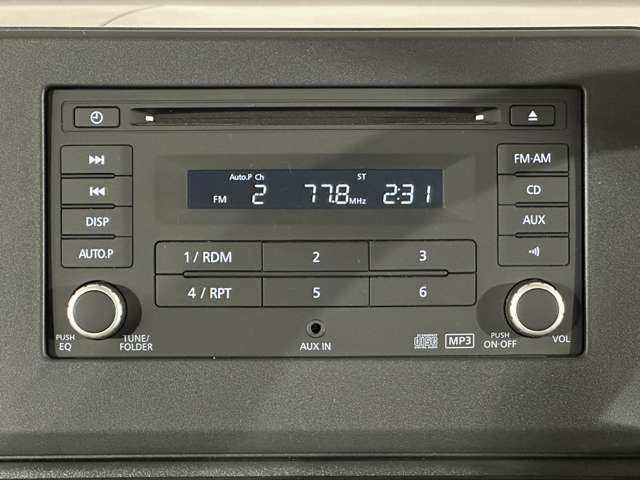 Auto.P Ch ST
FM 2 77.8 MHz 2:31
FM·AM
CD
DISP
AUX
AUTO.P
1 / RDM 2 3
4 / RPT 5 6
PUSH
EQ
TUNE/
FOLDER
AUX IN
MP3
PUSH
ON·OFF
VOL